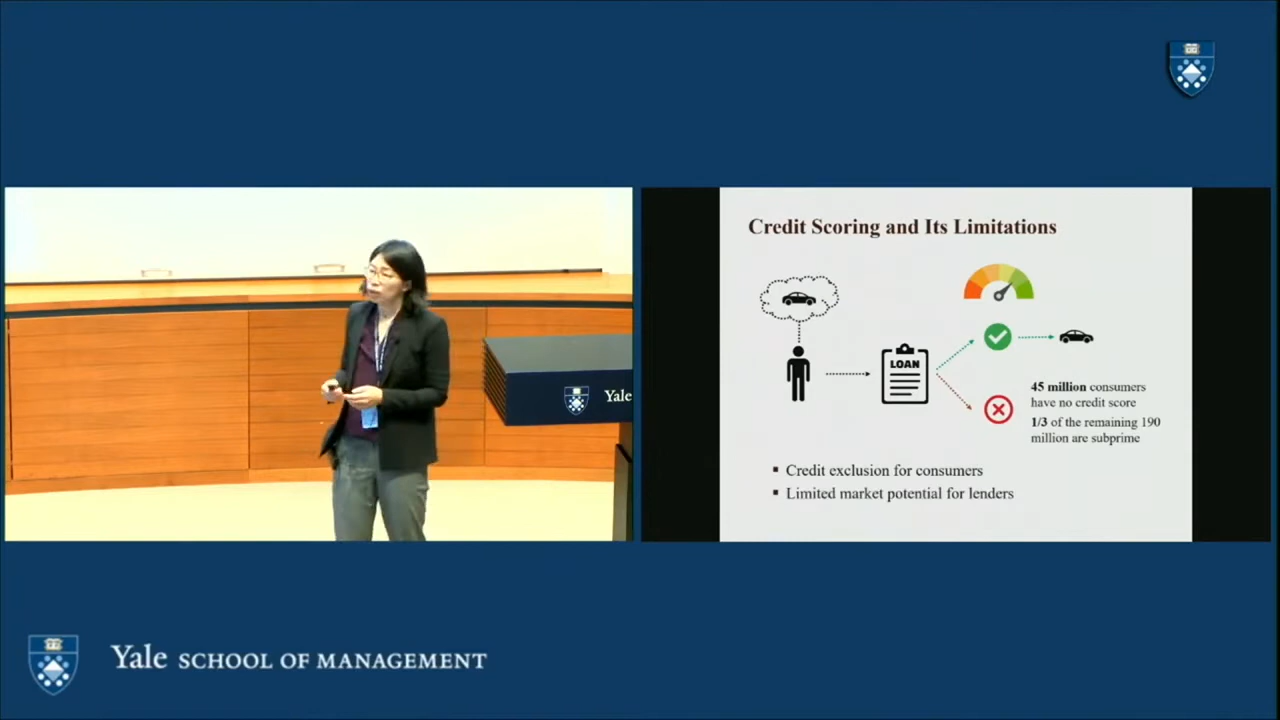 Credit Scoring and Its Limitations
LOAN
45 million consumers
have no credit score
1/3 of the remaining 190
million are subprime
▪ Credit exclusion for consumers
▪ Limited market potential for lenders
Yale
Yale SCHOOL OF MANAGEMENT